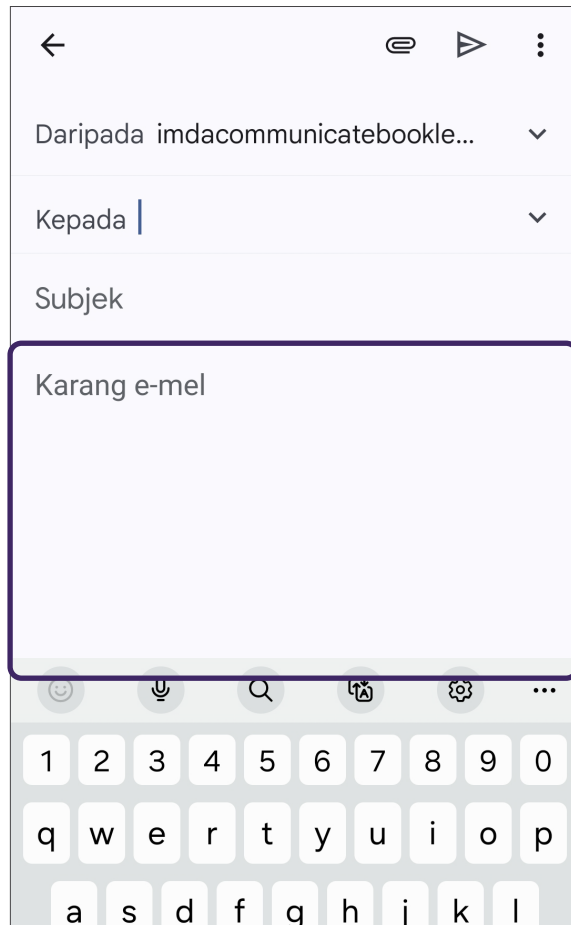 Daripada imdacommunicatebookle...
Kepada
Subjek
Karang e-mel
1 2 3 4 5 6 7 8 9 0
q w e r t y u i o p
a s d f g h j k l